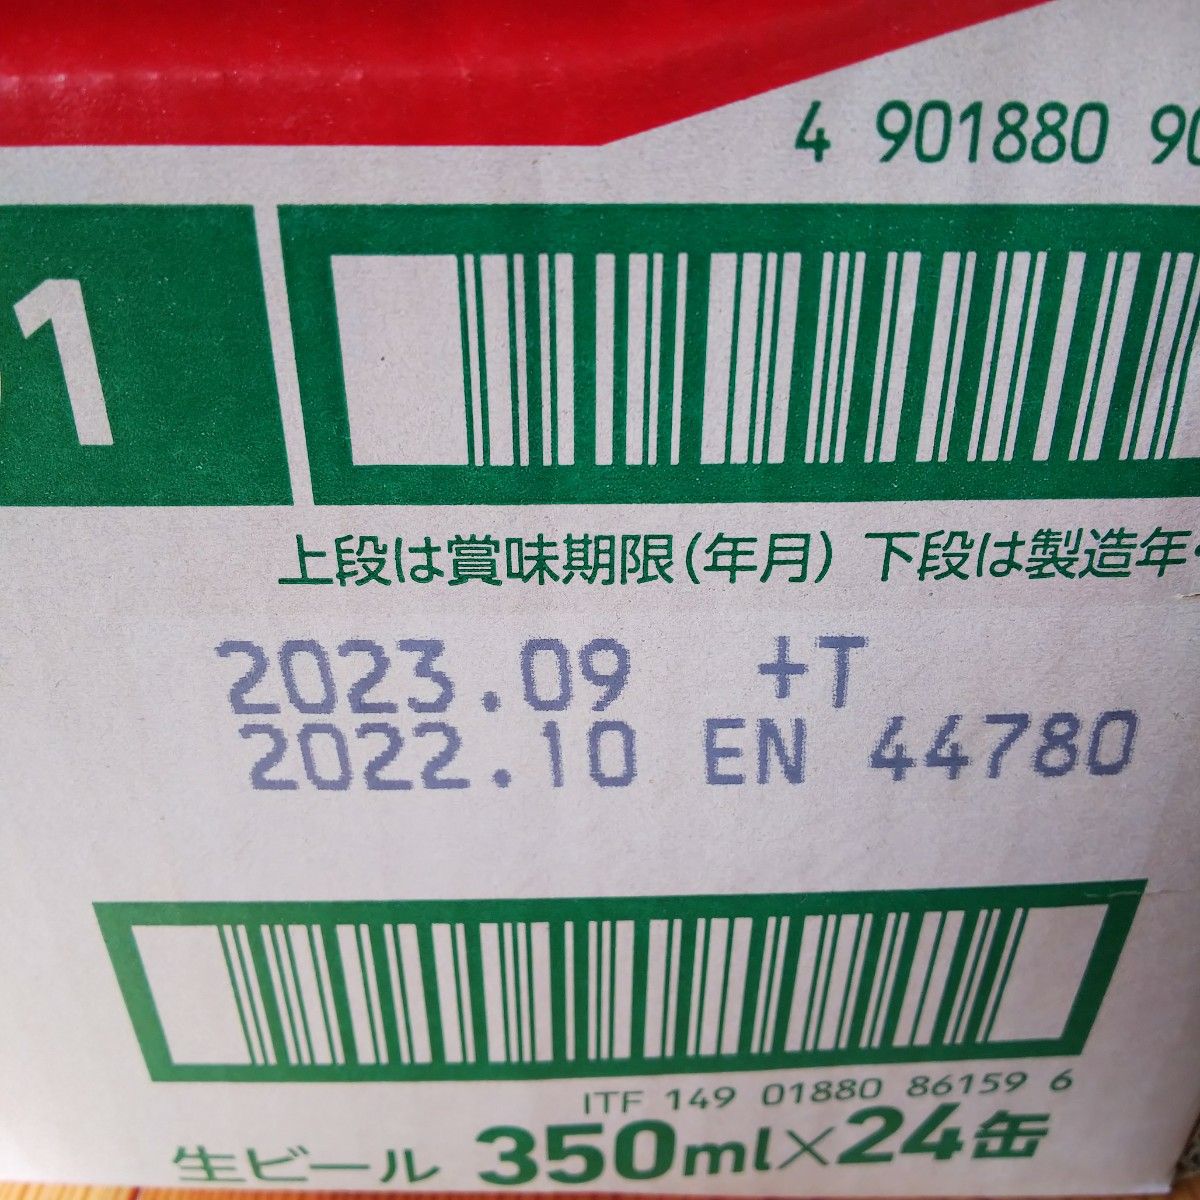 4 901880 90
1
上段は賞味期限(年月) 下段は製造年・
2023.09 +T
2022.10 EN 44780
ITF 149 01880 86159 6
生ビール 350ml×24缶